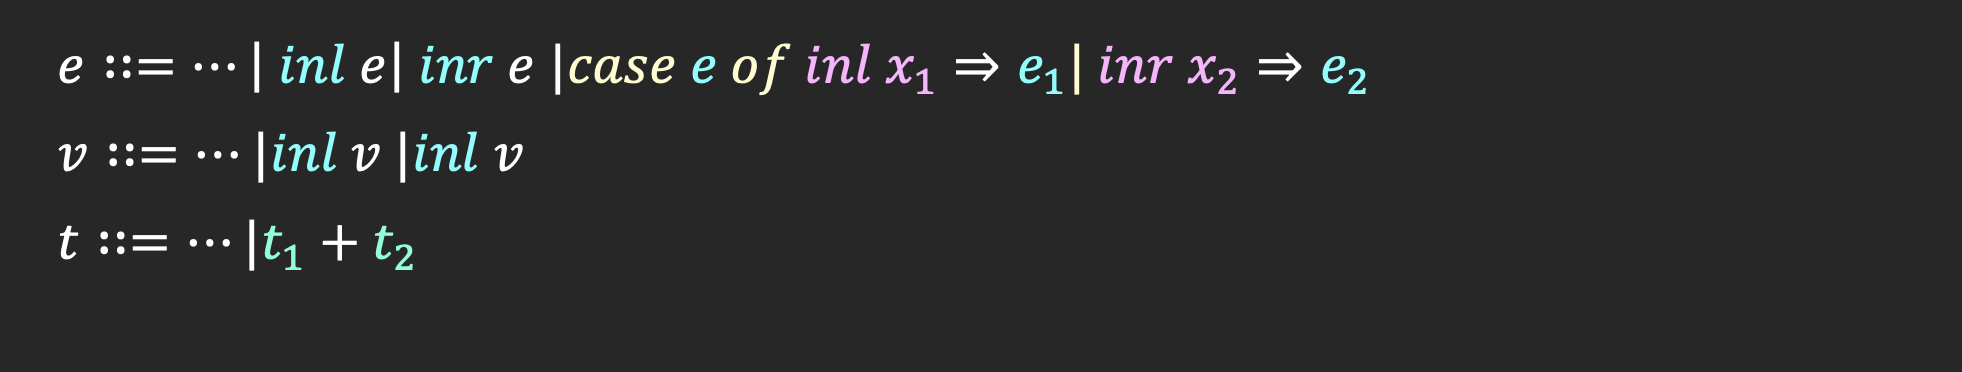 e ::= ⋯ | inl e| inr e |case e of inl x₁ ⇒ e₁| inr x₂ ⇒ e₂
v ::= ⋯ |inl v |inl v
t ::= ⋯ |t₁ + t₂